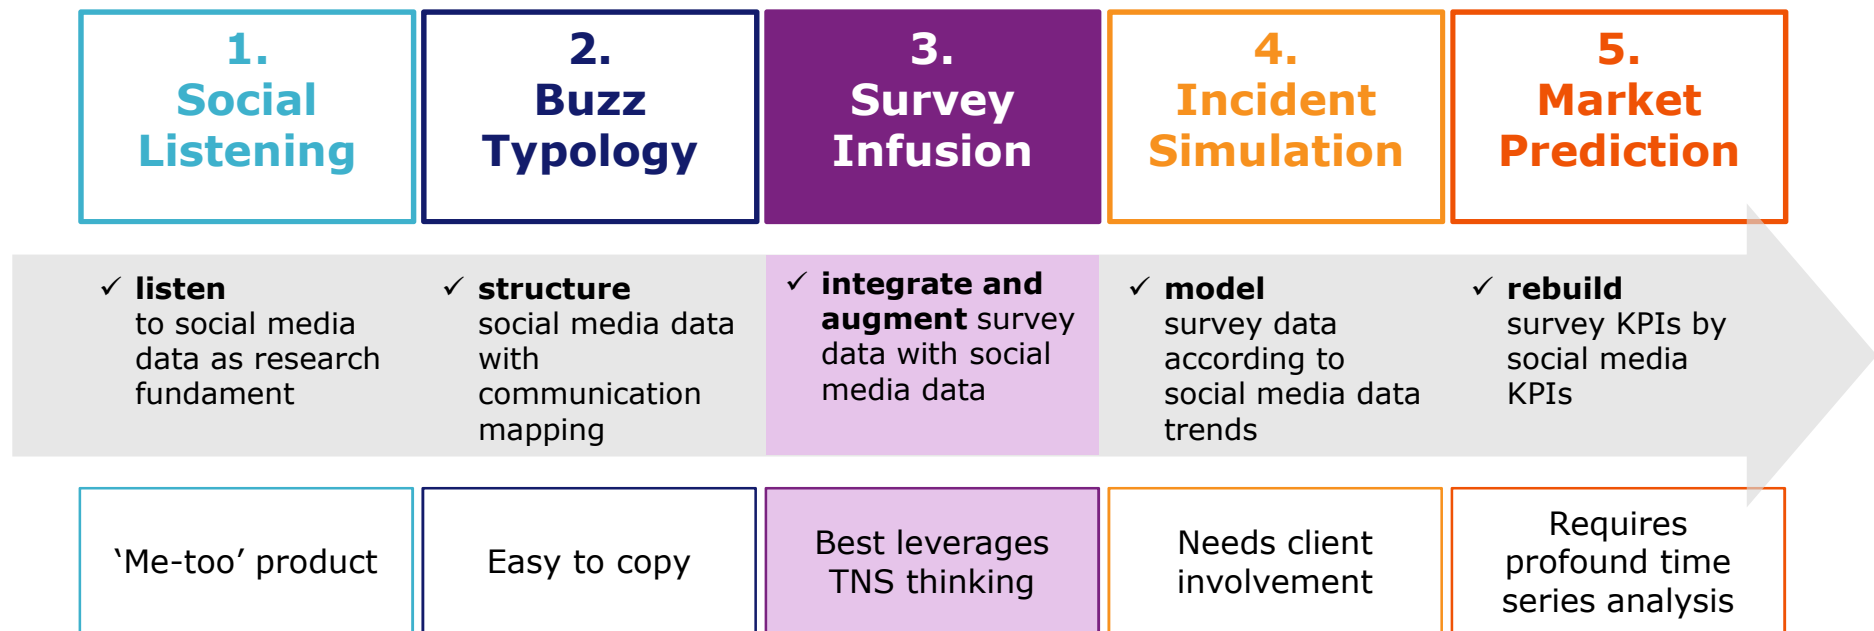 1.
Social
Listening
2.
Buzz
Typology
3.
Survey
Infusion
4.
Incident
Simulation
5.
Market
Prediction
✓ listen
to social media
data as research
fundament
✓ structure
social media data
with
communication
mapping
✓ integrate and
augment survey
data with social
media data
✓ model
survey data
according to
social media data
trends
✓ rebuild
survey KPIs by
social media
KPIs
‘Me-too’ product
Easy to copy
Best leverages
TNS thinking
Needs client
involvement
Requires
profound time
series analysis